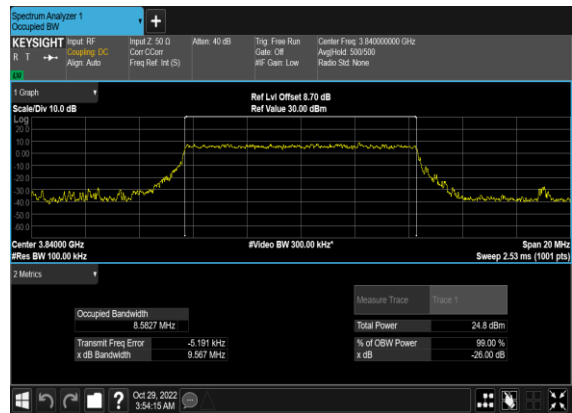 Spectrum Analyzer 1
Occupied BW
+
KEYSIGHT Input: RF Input Z: 50 Ω Atten: 40 dB Trig: Free Run Center Freq: 3.840000000 GHz
R T Coupling: DC Corr CCorr Gate: Off Avg|Hold: 500/500
Align: Auto Freq Ref: Int (S) #IF Gain: Low Radio Std: None
1 Graph
Ref Lvl Offset 8.70 dB
Scale/Div 10.0 dB Ref Value 30.00 dBm
Log
20.0
10.0
0.00
-10.0
-20.0
-30.0
-40.0
-50.0
-60.0
Center 3.84000 GHz #Video BW 300.00 kHz* Span 20 MHz
#Res BW 100.00 kHz Sweep 2.53 ms (1001 pts)
2 Metrics
Measure Trace Trace 1
Occupied Bandwidth
8.5827 MHz Total Power 24.8 dBm
Transmit Freq Error -5.191 kHz % of OBW Power 99.00 %
x dB Bandwidth 9.567 MHz x dB -26.00 dB
?
Oct 29, 2022
3:54:15 AM